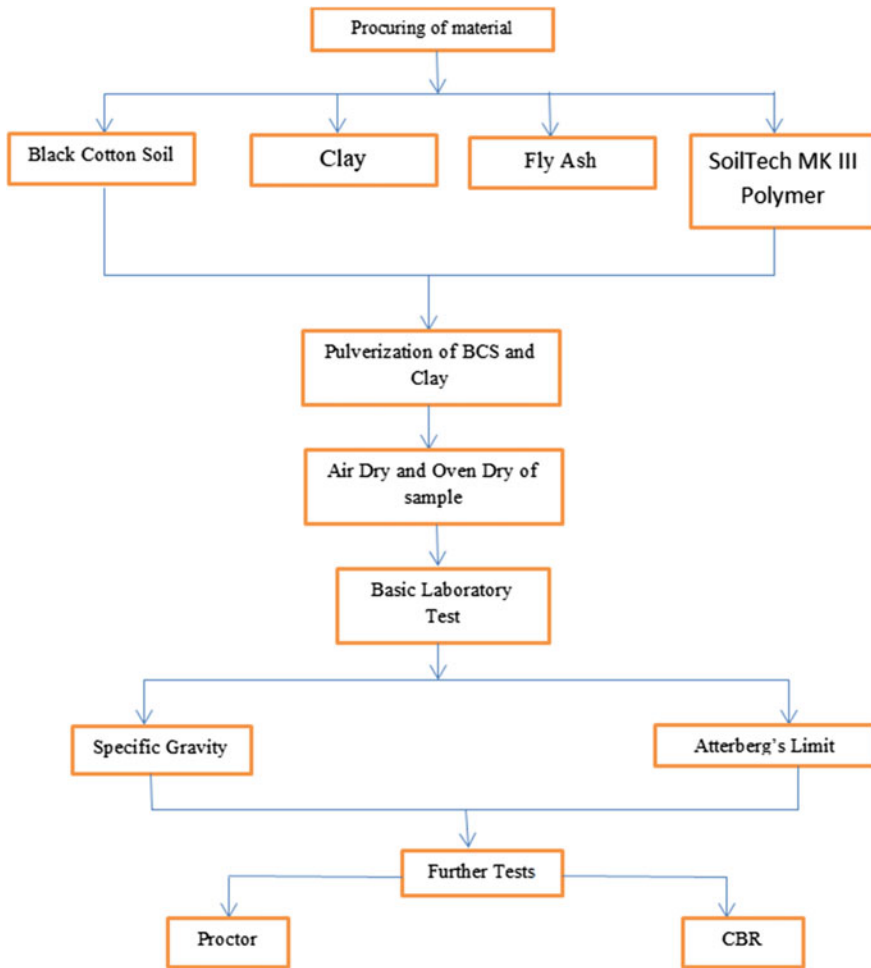 Procuring of material
Black Cotton Soil
Clay
Fly Ash
SoilTech MK III
Polymer
Pulverization of BCS and
Clay
Air Dry and Oven Dry of
sample
Basic Laboratory
Test
Specific Gravity
Atterberg's Limit
Further Tests
Proctor
CBR